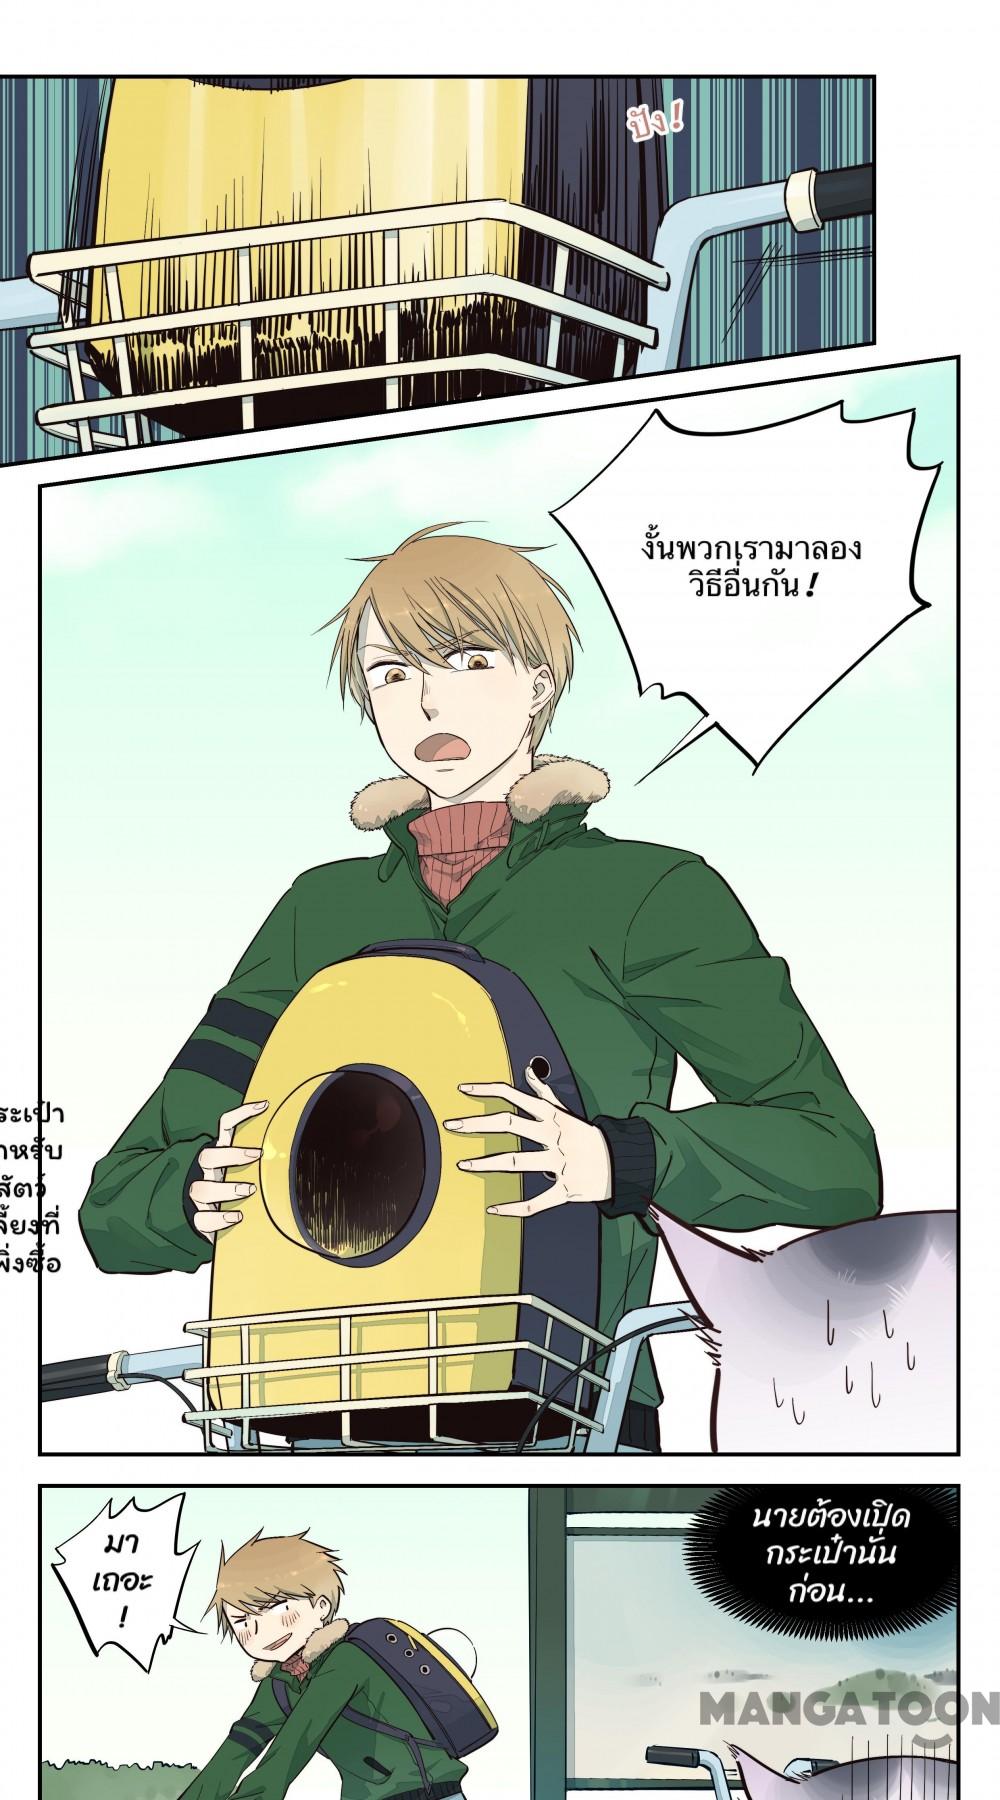 ปัง!
งั้นพวกเรามาลอง
วิธีอื่นกัน!
ระเป๋า
หรับ
สัตว์
ี้ยงที่
พิ่งซื้อ
มา
เถอะ
!
นายต้องเปิด
กระเป๋านั่น
ก่อน...
MANGATOON